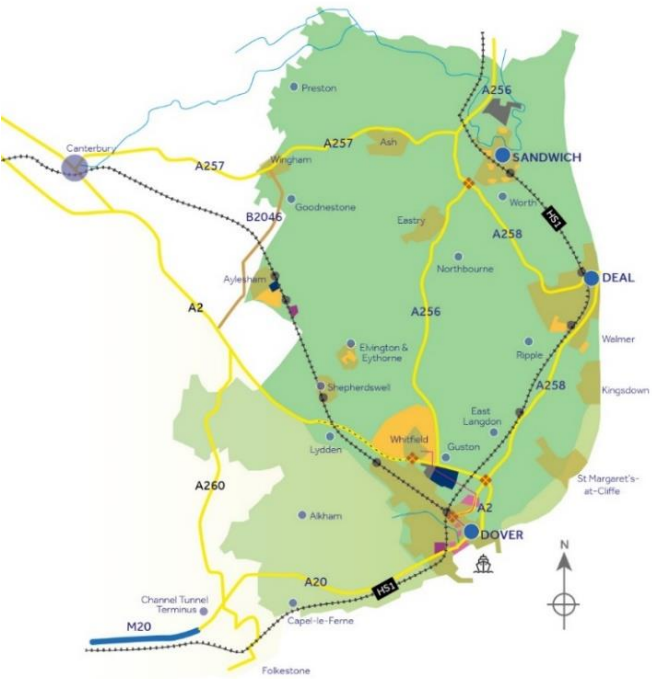 A256
Preston
Canterbury
A257
Ash
SANDWICH
Wingham
A257
Worth
Goodnestone
HS1
B2046
Eastry
A258
Northbourne
Aylesham
DEAL
A2
A256
Walmer
Elvington &
Eythorne
Ripple
Shepherdswell
A258
Kingsdown
East
Langdon
Whitfield
Lydden
Guston
St Margaret's-
at-Cliffe
A260
A2
Alkham
DOVER
N
A20
HS1
Channel Tunnel
Terminus
Capel-le-Ferne
M20
Folkestone